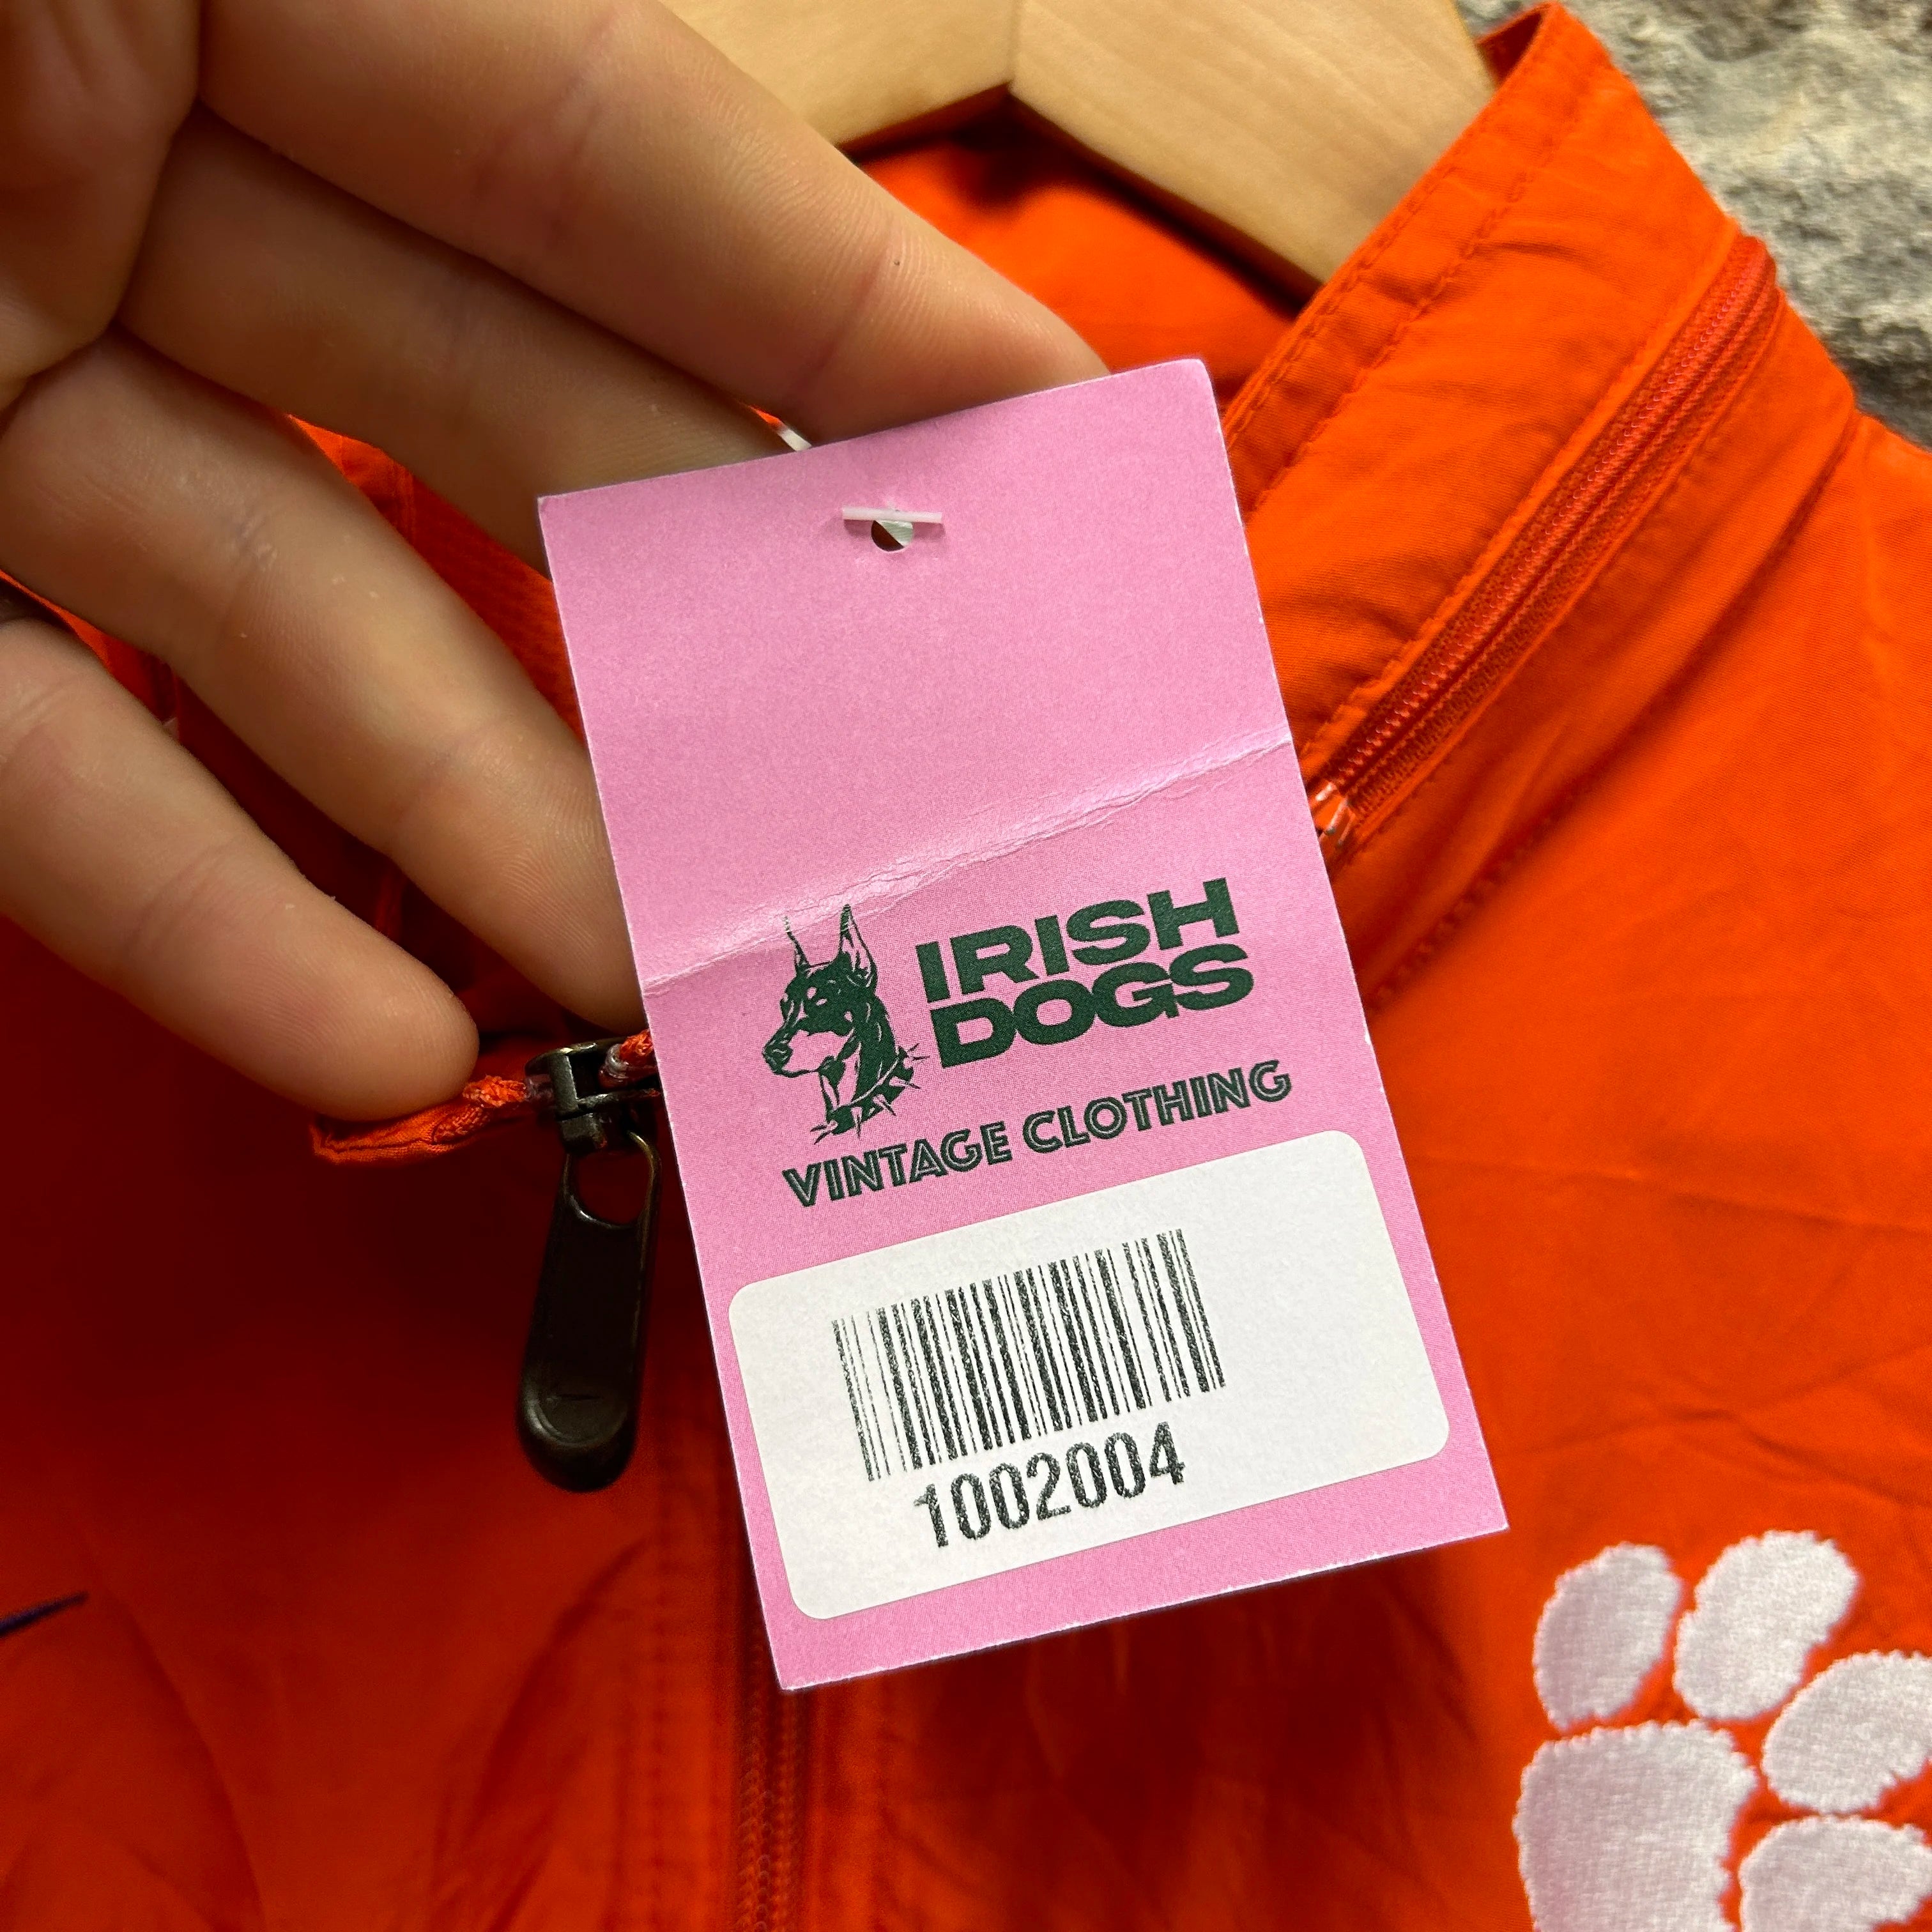 IRISH
DOGS
VINTAGE CLOTHING
1002004